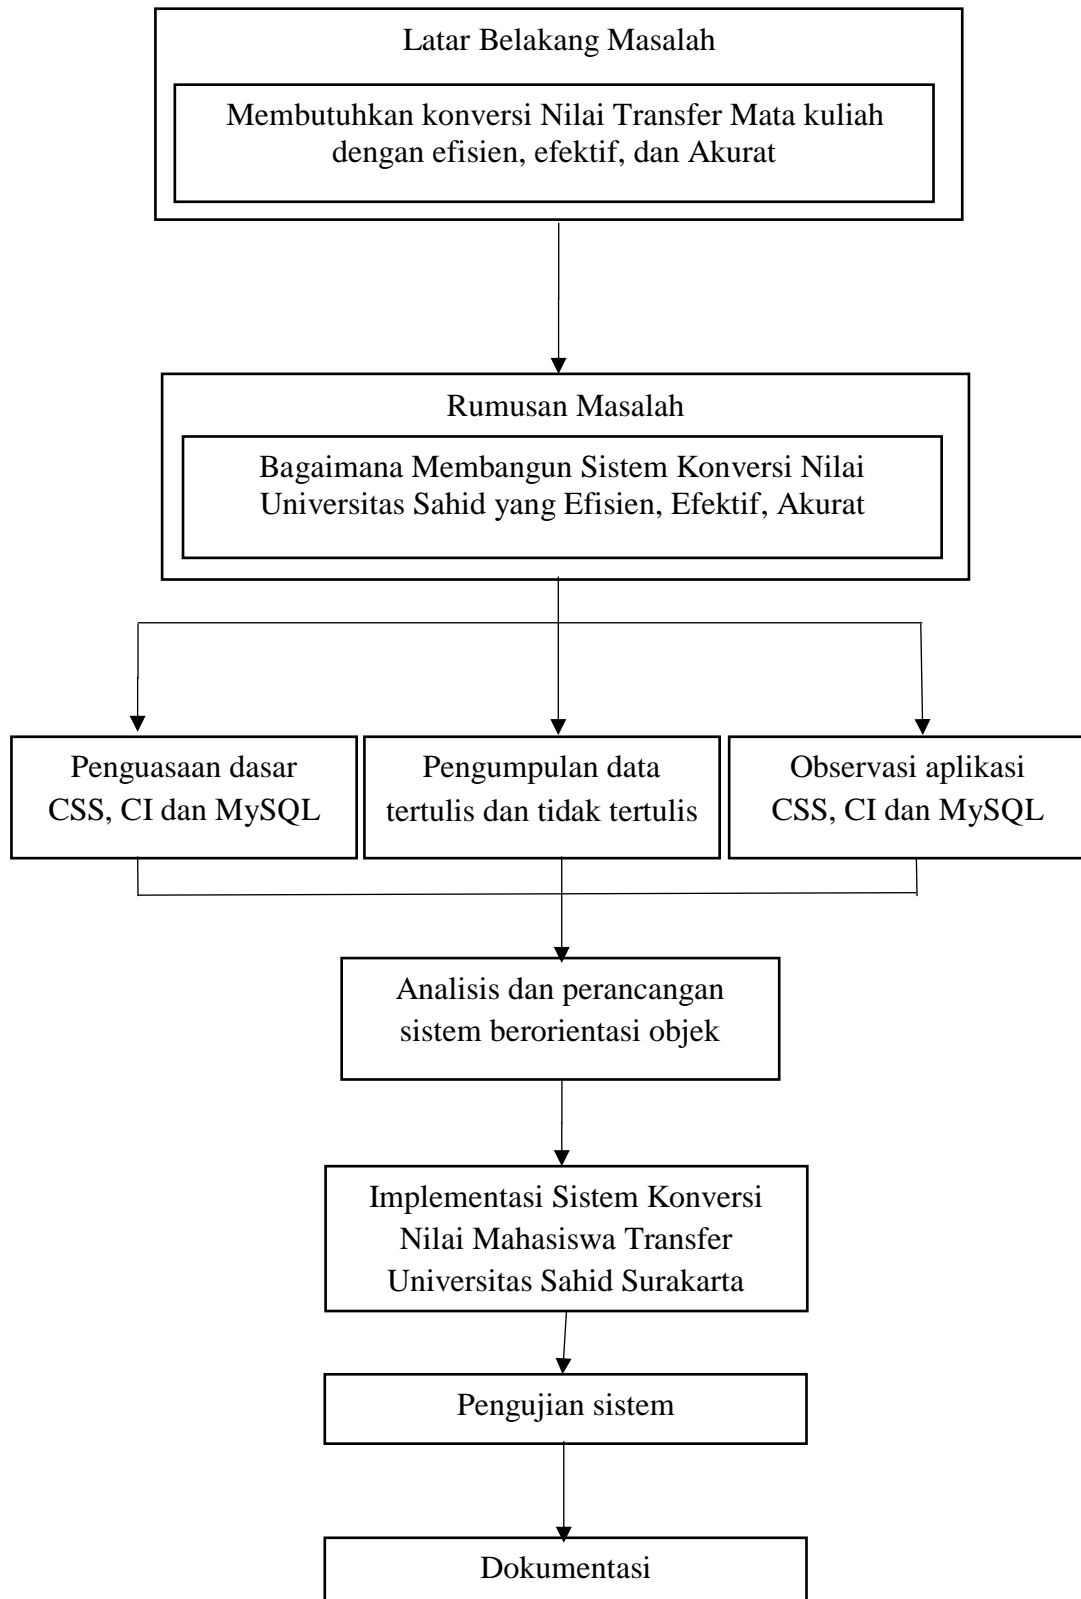 Latar Belakang Masalah
Membutuhkan konversi Nilai Transfer Mata kuliah
dengan efisien, efektif, dan Akurat
Rumusan Masalah
Bagaimana Membangun Sistem Konversi Nilai
Universitas Sahid yang Efisien, Efektif, Akurat
Penguasaan dasar
CSS, CI dan MySQL
Pengumpulan data
tertulis dan tidak tertulis
Observasi aplikasi
CSS, CI dan MySQL
Analisis dan perancangan
sistem berorientasi objek
Implementasi Sistem Konversi
Nilai Mahasiswa Transfer
Universitas Sahid Surakarta
Pengujian sistem
Dokumentasi